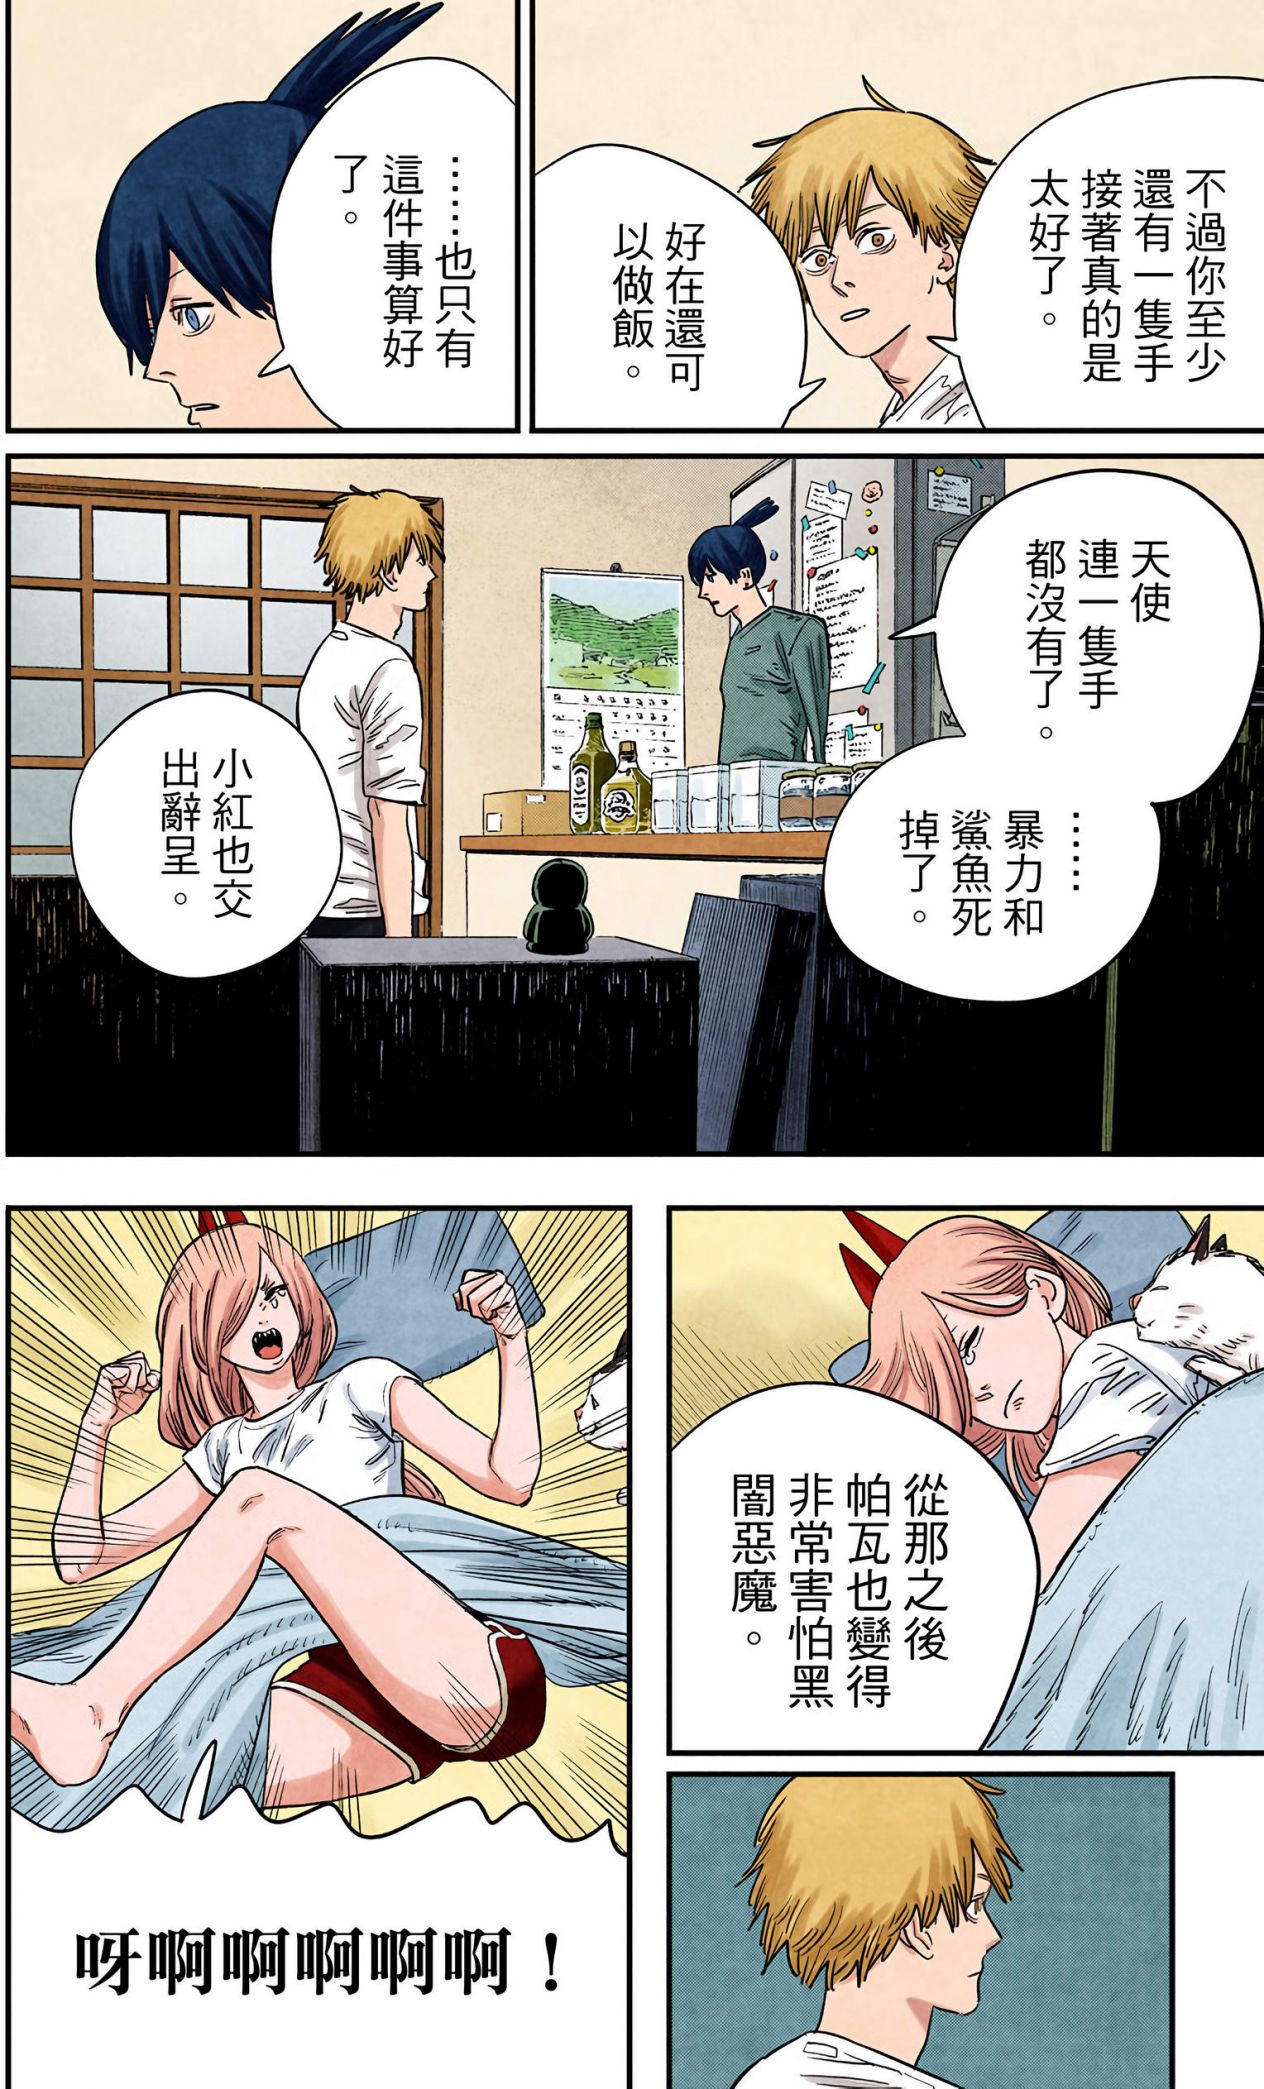 不過你至少
還有一隻手
接著真的是
太好了。
好在還可
以做飯。
……也只有
這件事算好
了。
天使
連一隻手
都沒有了。
……
暴力和
鯊魚死
掉了。
小紅也交
出辭呈。
從那之後
帕瓦也變得
非常害怕黑
闇惡魔。
呀啊啊啊啊啊！